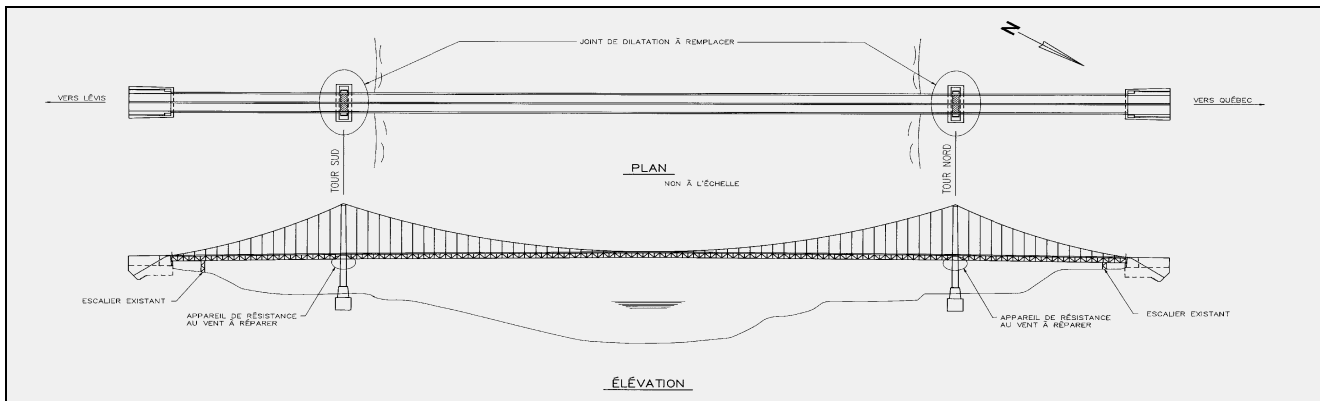 JOINT DE DILATATION À REMPLACER
N
VERS LÉVIS
VERS QUÉBEC
TOUR SUD
TOUR NORD
PLAN
NON À L'ÉCHELLE
ESCALIER EXISTANT
APPAREIL DE RÉSISTANCE
AU VENT À RÉPARER
APPAREIL DE RÉSISTANCE
AU VENT À RÉPARER
ESCALIER EXISTANT
ÉLÉVATION